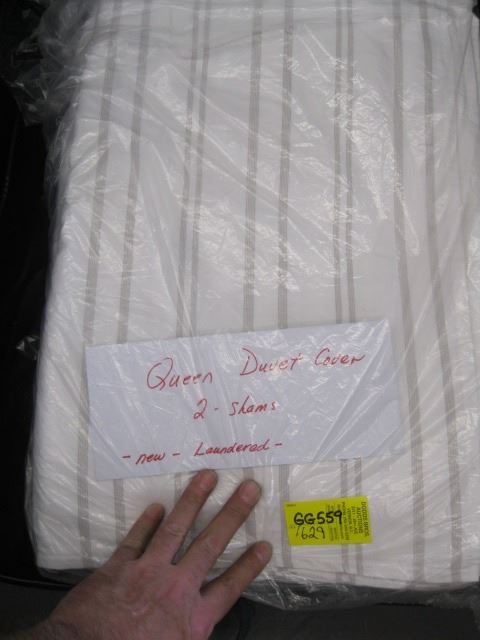 Queen Duvet Cover
2 - Shams
- new - Laundered -
GG559
1629